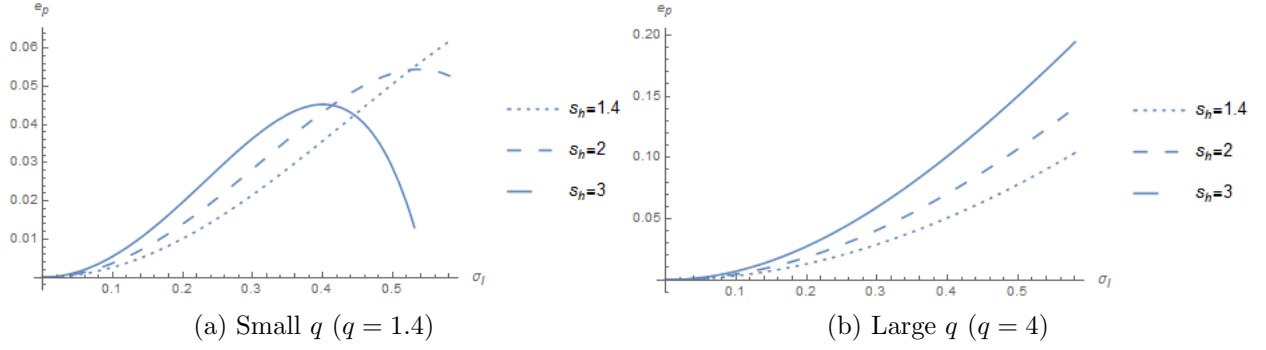 e_p
0.06
0.05
0.04
0.03
0.02
0.01
0.1 0.2 0.3 0.4 0.5
σ_l
s_h=1.4
s_h=2
s_h=3
(a) Small q (q = 1.4)
e_p
0.20
0.15
0.10
0.05
0.00
0.1 0.2 0.3 0.4 0.5
σ_l
s_h=1.4
s_h=2
s_h=3
(b) Large q (q = 4)